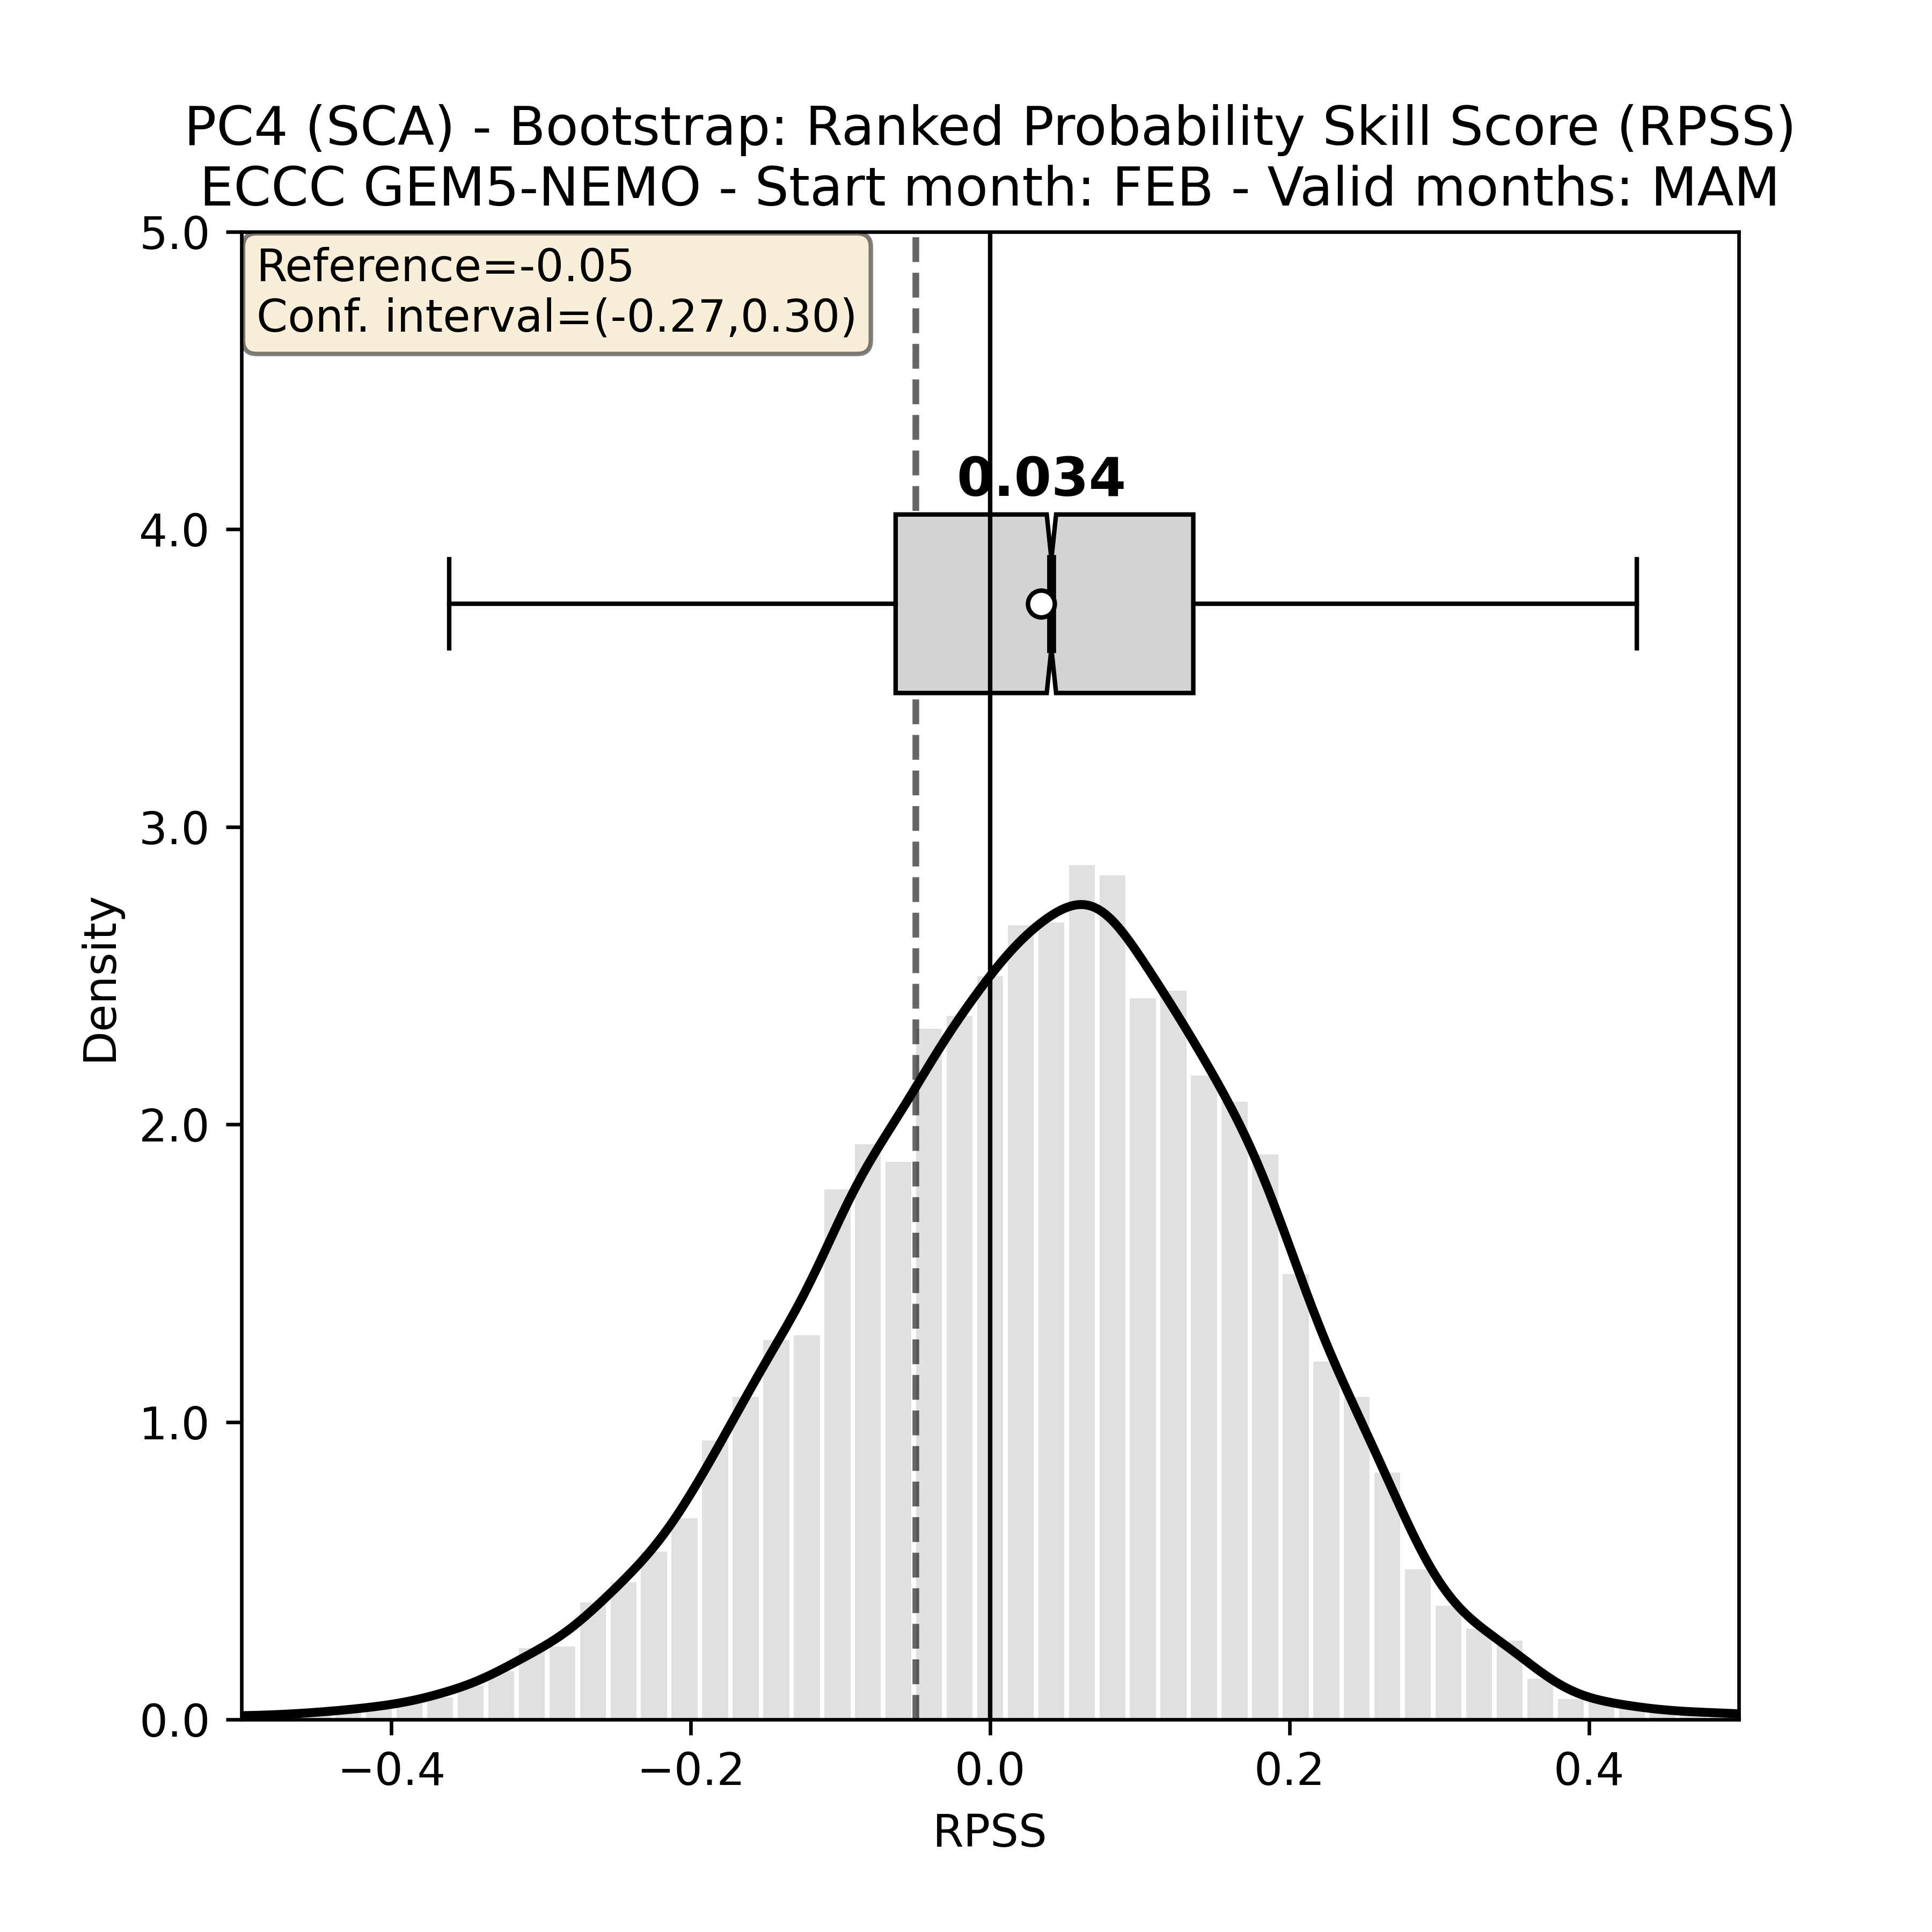 PC4 (SCA) - Bootstrap: Ranked Probability Skill Score (RPSS)
ECCC GEM5-NEMO - Start month: FEB - Valid months: MAM
5.0
Reference=-0.05
Conf. interval=(-0.27,0.30)
0.034
4.0
3.0
Density
2.0
1.0
0.0
−0.4
−0.2
0.0
0.2
0.4
RPSS